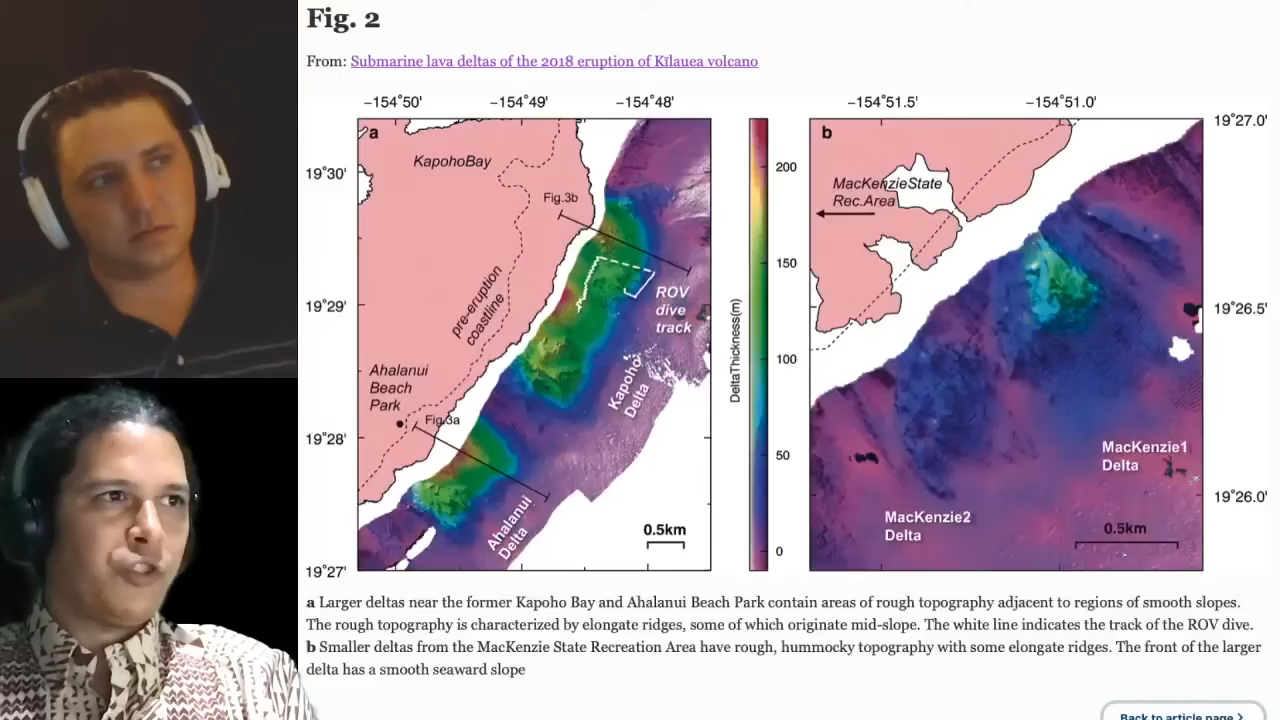 Fig. 2
From: Submarine lava deltas of the 2018 eruption of Kīlauea volcano
−154˚50' −154˚49' −154˚48'
−154˚51.5' −154˚51.0'
a
b
19˚27.0'
KapohoBay
200
19˚30'
MacKenzieState
Rec.Area
Fig.3b
150
ROV
dive
track
pre-eruption
coastline
19˚29'
19˚26.5'
DeltaThickness(m)
100
Ahalanui
Beach
Park
Kapoho
Delta
Fig.3a
19˚28'
50
MacKenzie1
Delta
19˚26.0'
Ahalanui
Delta
MacKenzie2
Delta
0.5km
0.5km
0
19˚27'
a Larger deltas near the former Kapoho Bay and Ahalanui Beach Park contain areas of rough topography adjacent to regions of smooth slopes.
The rough topography is characterized by elongate ridges, some of which originate mid-slope. The white line indicates the track of the ROV dive.
b Smaller deltas from the MacKenzie State Recreation Area have rough, hummocky topography with some elongate ridges. The front of the larger
delta has a smooth seaward slope
Back to article page >